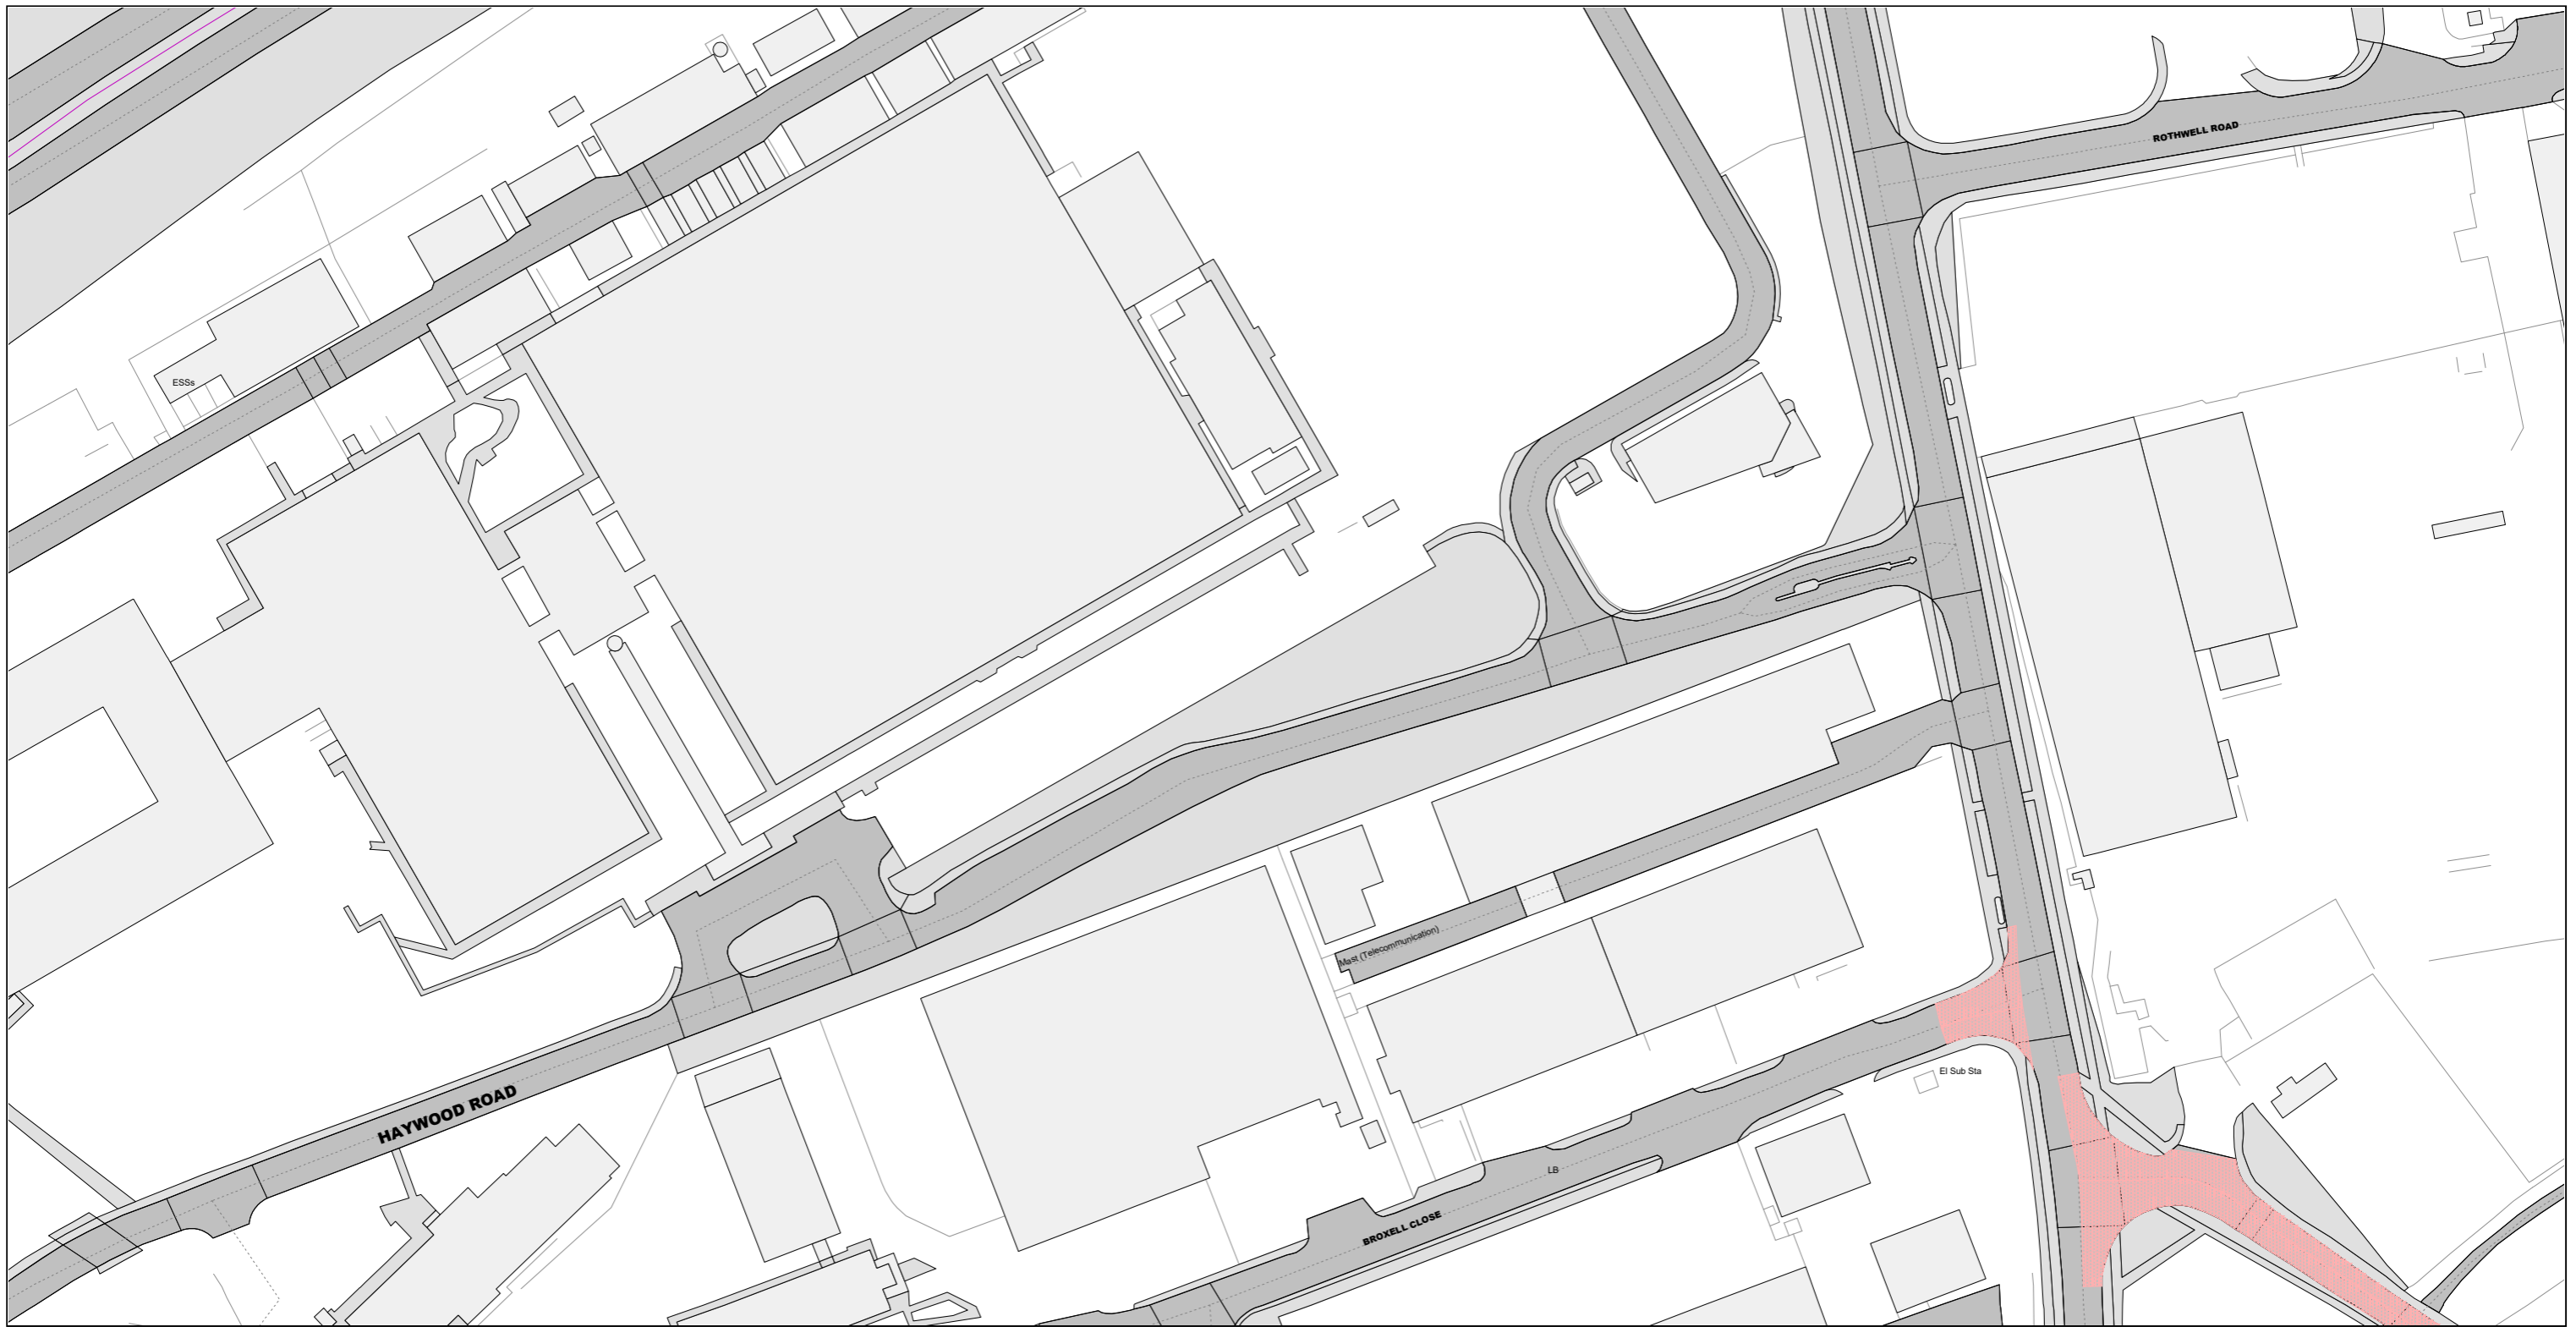 ROTHWELL ROAD
ESSs
Mast (Telecommunication)
El Sub Sta
HAYWOOD ROAD
LB
BROXELL CLOSE